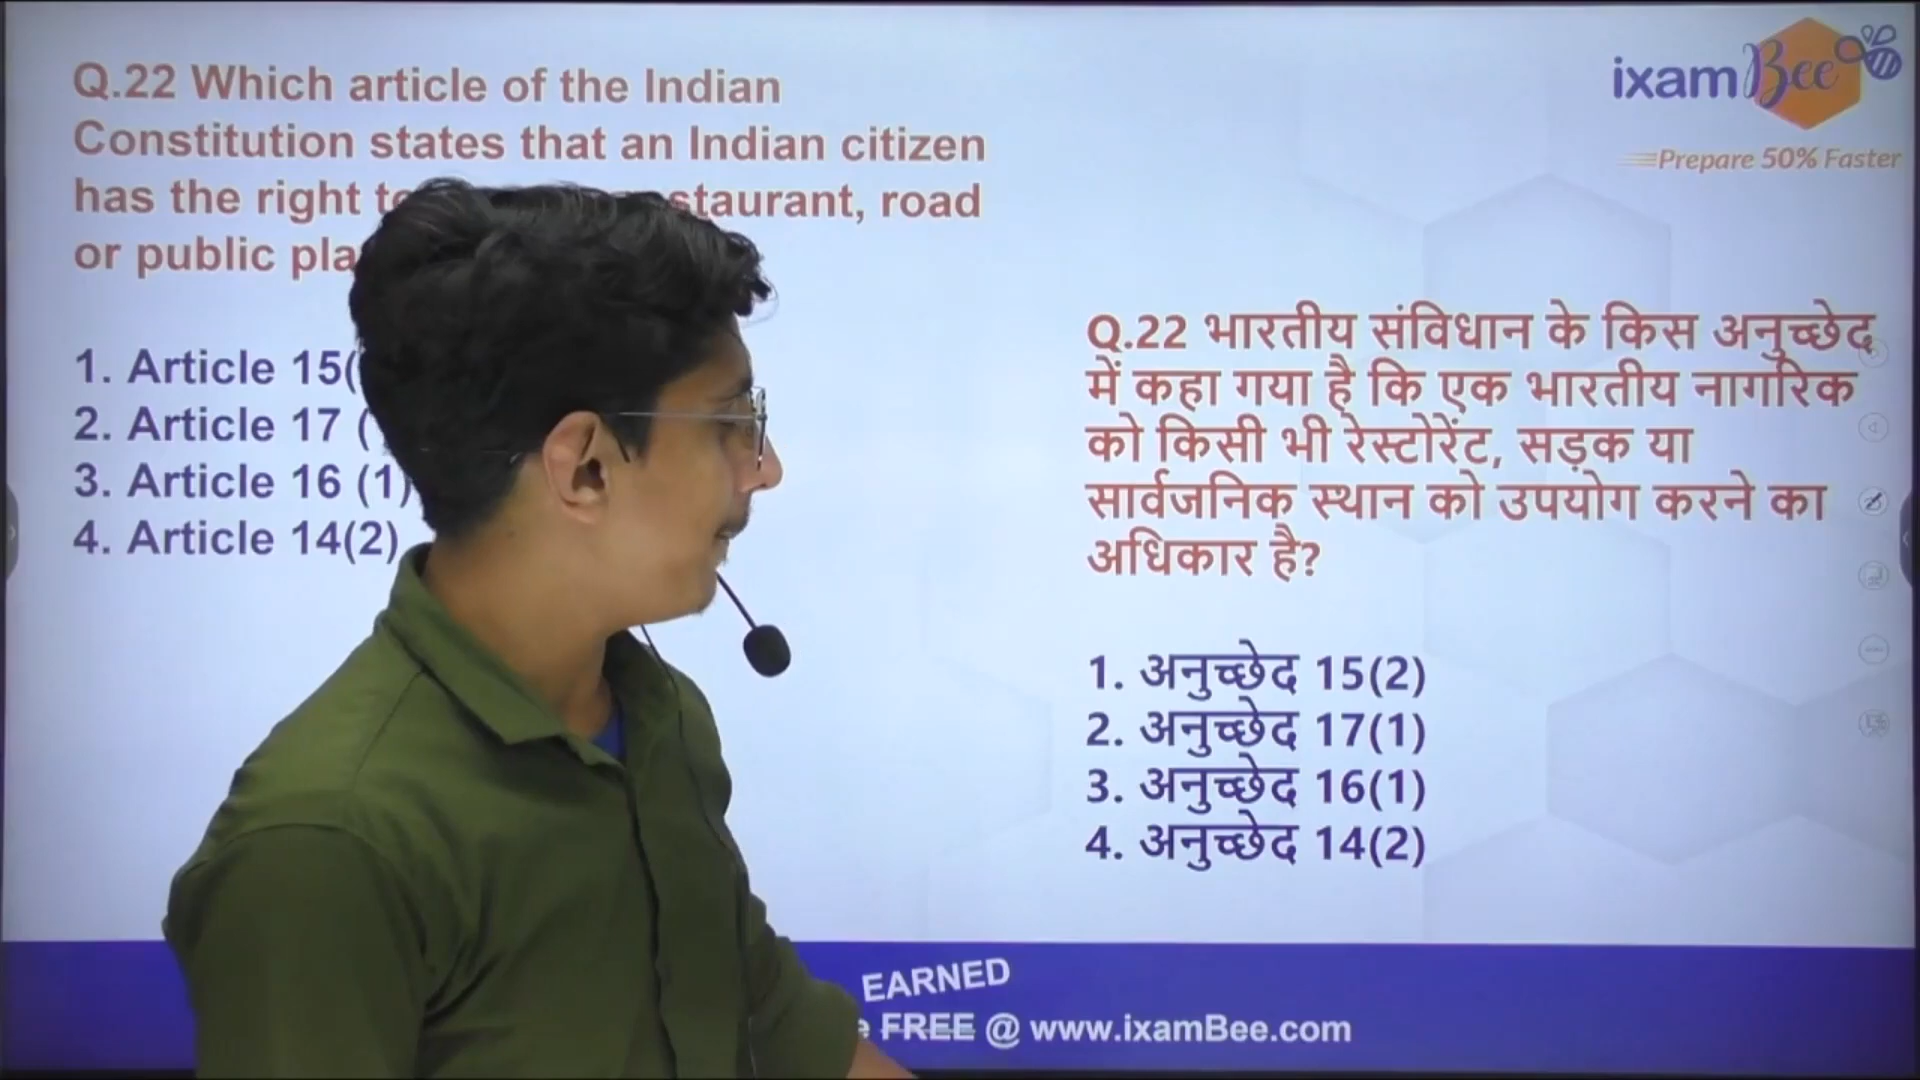 Q.22 Which article of the Indian
Constitution states that an Indian citizen
has the right staurant, road
or public
1. Article 15(
2. Article 17 (
3. Article 16 (1)
4. Article 14(2)
ixamBee
Prepare 50% Faster
Q.22 भारतीय संविधान के किस अनुच्छेद
में कहा गया है कि एक भारतीय नागरिक
को किसी भी रेस्टोरेंट, सड़क या
सार्वजनिक स्थान को उपयोग करने का
अधिकार है?
1. अनुच्छेद 15(2)
2. अनुच्छेद 17(1)
3. अनुच्छेद 16(1)
4. अनुच्छेद 14(2)
EARNED
FREE @ www.ixamBee.com